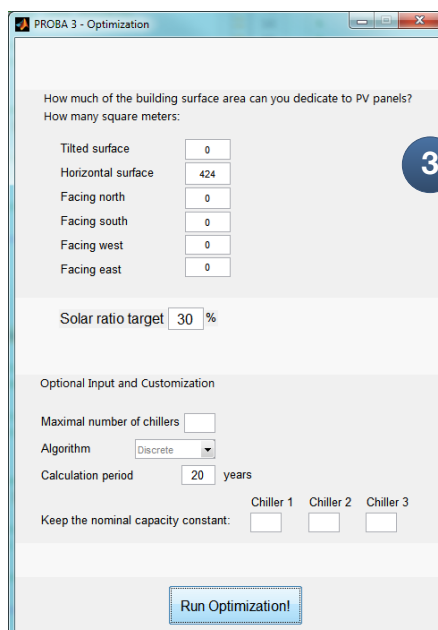 PROBA 3 - Optimization
How much of the building surface area can you dedicate to PV panels?
How many square meters:
3
Tilted surface 0
Horizontal surface 424
Facing north 0
Facing south 0
Facing west 0
Facing east 0
Solar ratio target 30 %
Optional Input and Customization
Maximal number of chillers
Algorithm Discrete
Calculation period 20 years
Chiller 1 Chiller 2 Chiller 3
Keep the nominal capacity constant:
Run Optimization!